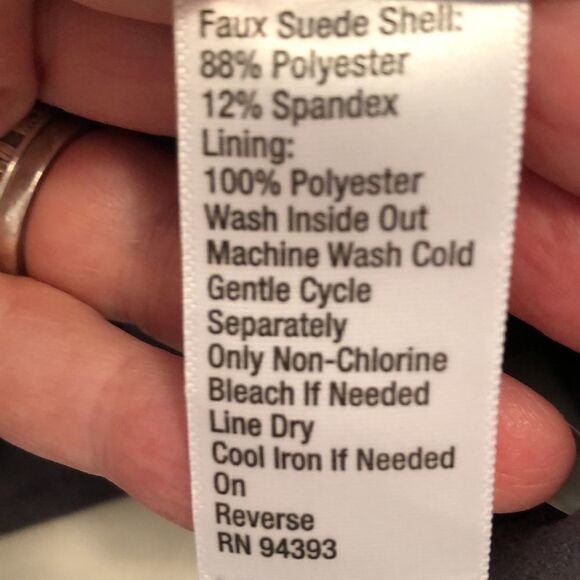 Faux Suede Shell:
88% Polyester
12% Spandex
Lining:
100% Polyester
Wash Inside Out
Machine Wash Cold
Gentle Cycle
Separately
Only Non-Chlorine
Bleach If Needed
Line Dry
Cool Iron If Needed
On
Reverse
RN 94393